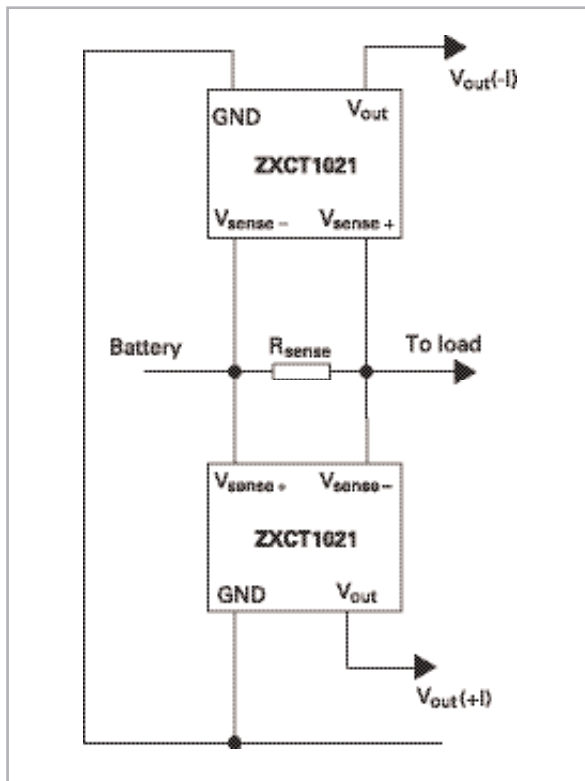 Vout(-I)
GND Vout
ZXCT1021
Vsense − Vsense +
Battery Rsense To load
Vsense + Vsense −
ZXCT1021
GND Vout
Vout(+I)